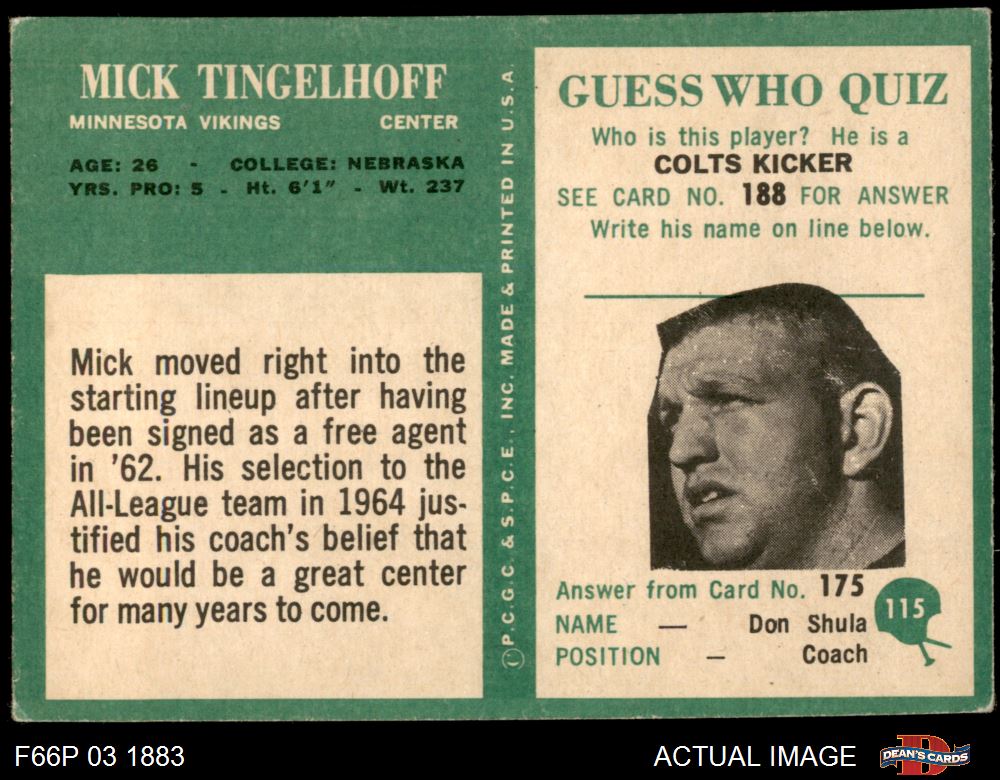 MICK TINGELHOFF
MINNESOTA VIKINGS CENTER
AGE: 26 - COLLEGE: NEBRASKA
YRS. PRO: 5 - Ht. 6'1" - Wt. 237
Mick moved right into the
starting lineup after having
been signed as a free agent
in '62. His selection to the
All-League team in 1964 jus-
tified his coach's belief that
he would be a great center
for many years to come.
© P.C.G.C. & S.P.C.E., INC. MADE & PRINTED IN U.S.A.
GUESS WHO QUIZ
Who is this player? He is a
COLTS KICKER
SEE CARD NO. 188 FOR ANSWER
Write his name on line below.
Answer from Card No. 175
NAME — Don Shula
POSITION — Coach
115
F66P 03 1883
ACTUAL IMAGE
DEAN'S CARDS